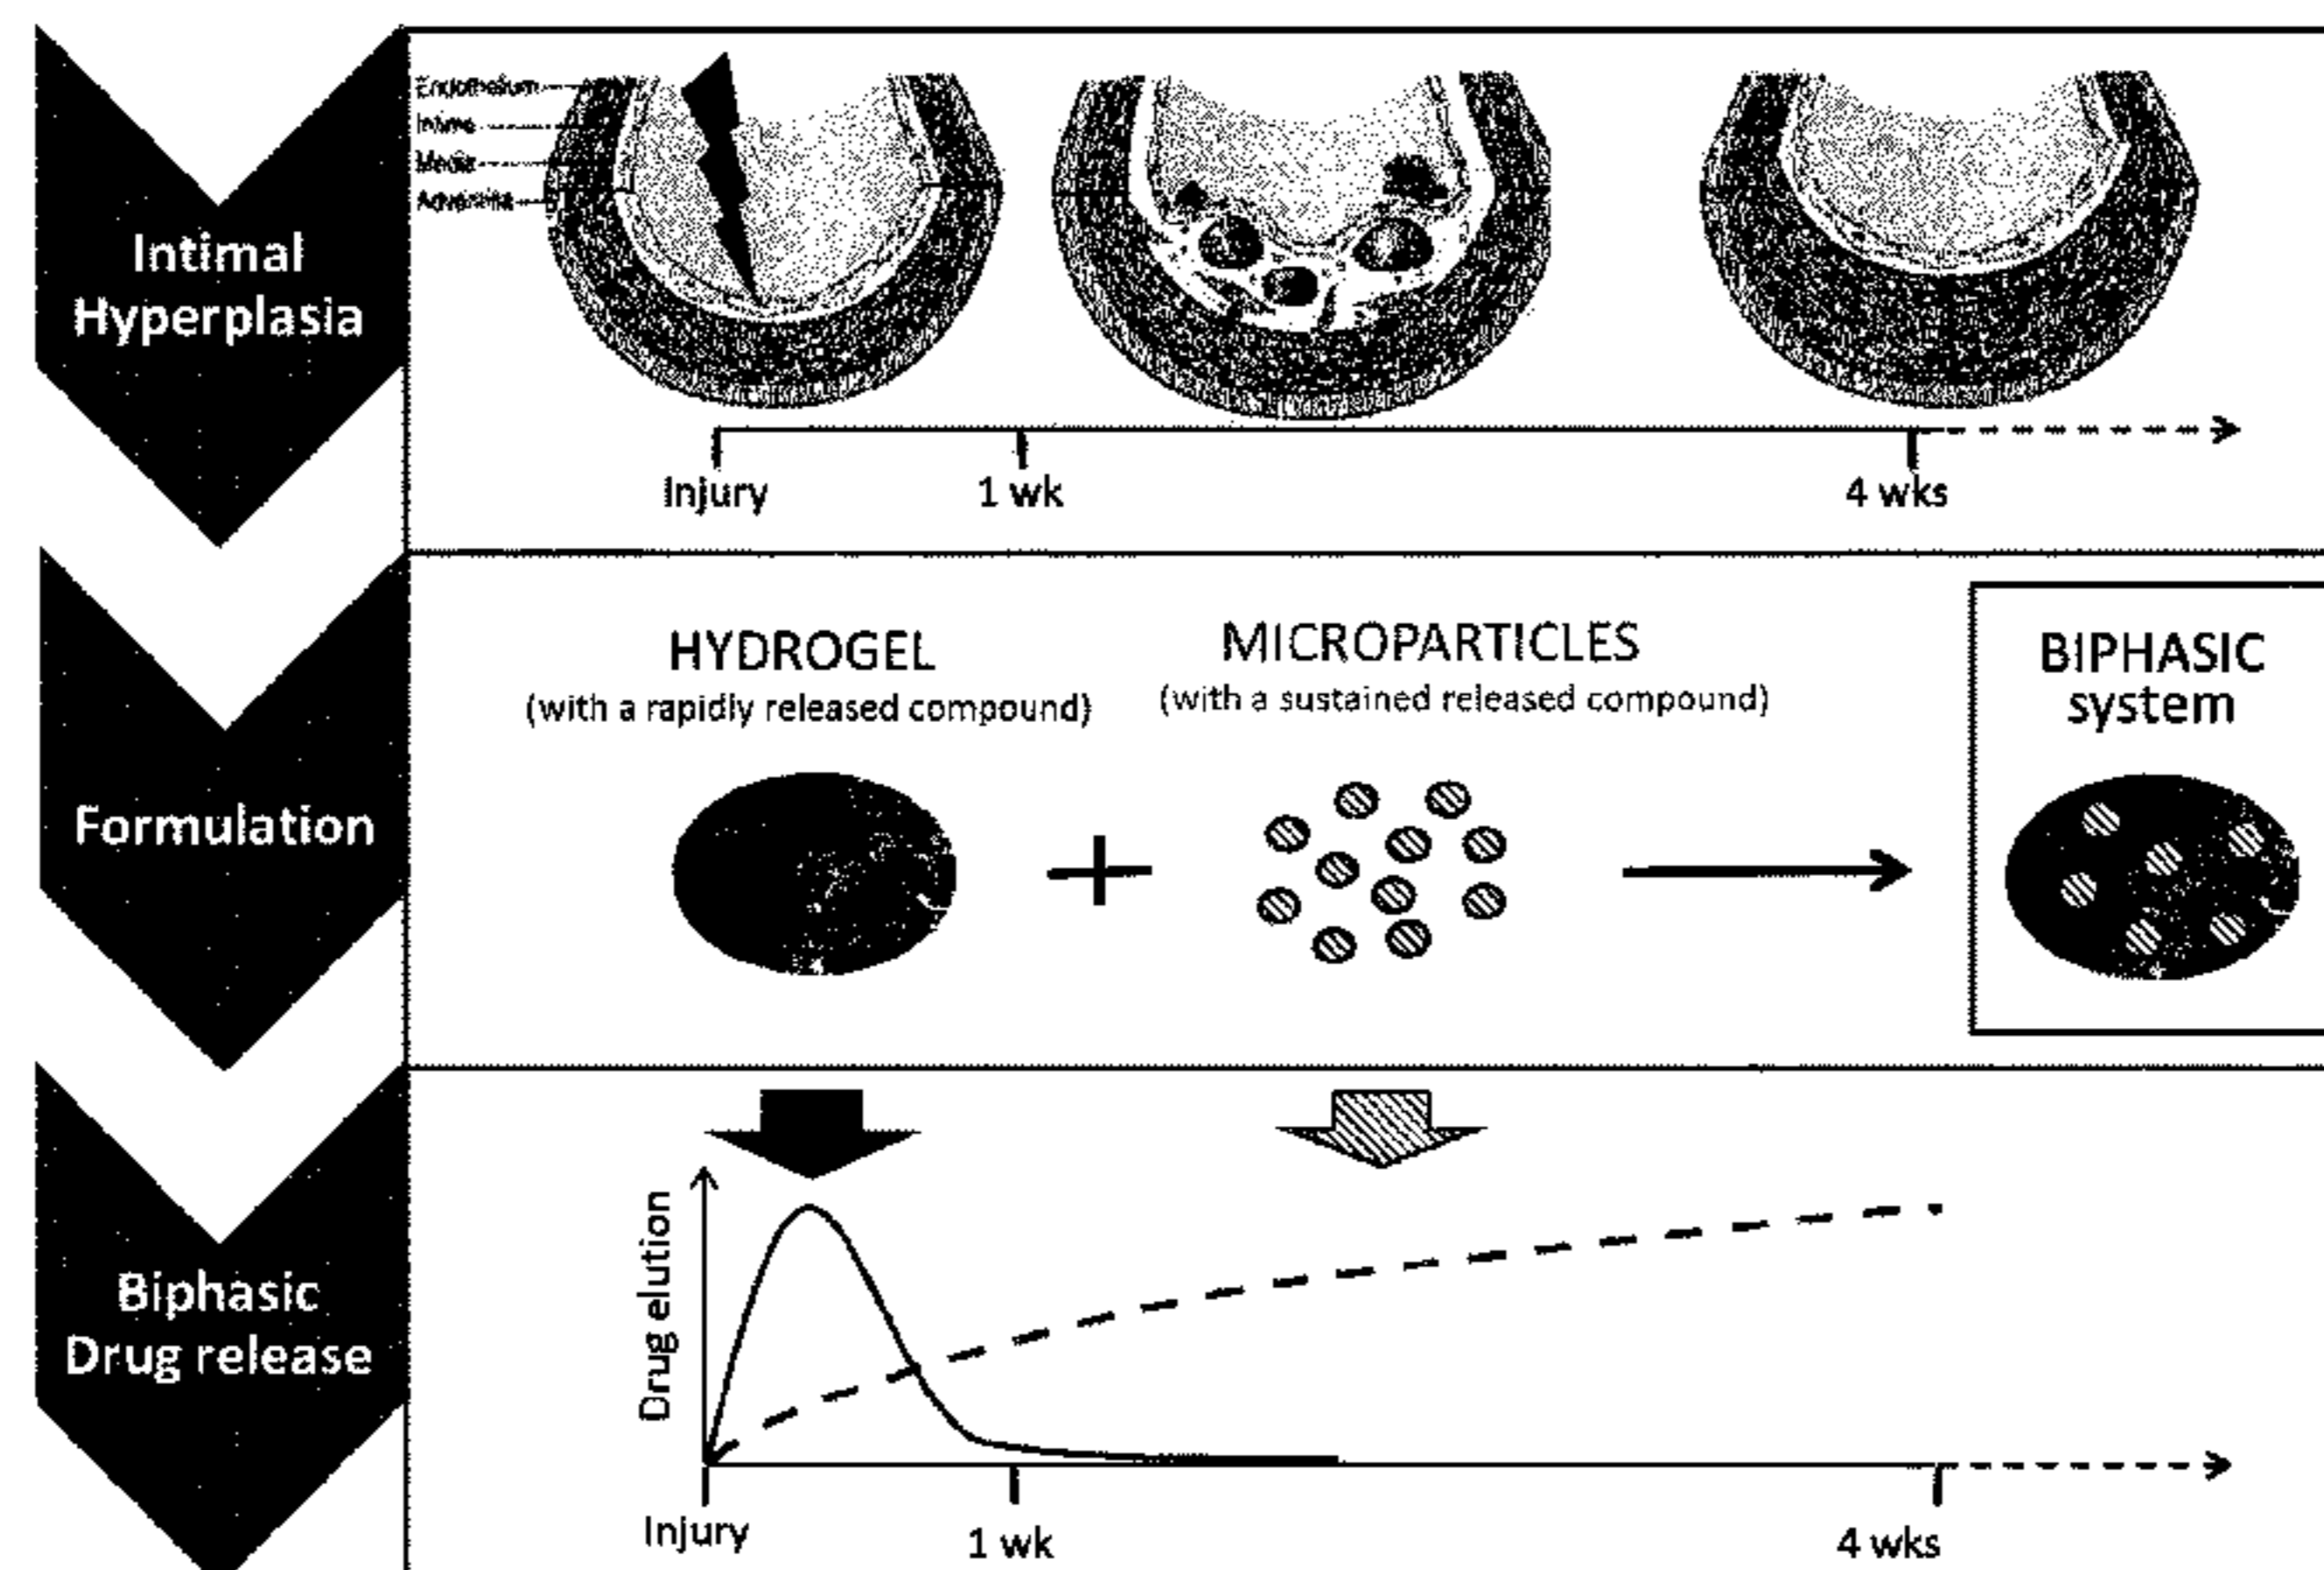 Intimal
Hyperplasia
Endothelium
Intima
Media
Adventitia
Injury
1 wk
4 wks
Formulation
HYDROGEL
(with a rapidly released compound)
MICROPARTICLES
(with a sustained released compound)
BIPHASIC
system
Biphasic
Drug release
Drug elution
Injury
1 wk
4 wks